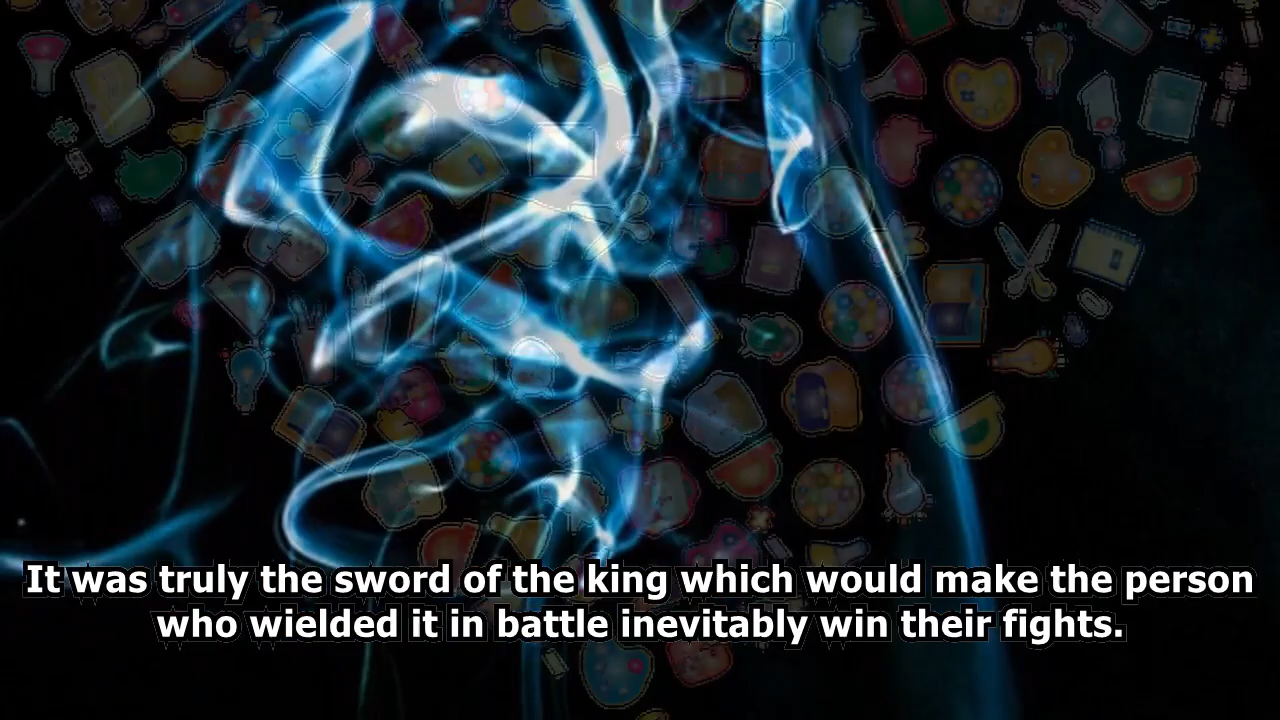 It was truly the sword of the king which would make the person
who wielded it in battle inevitably win their fights.